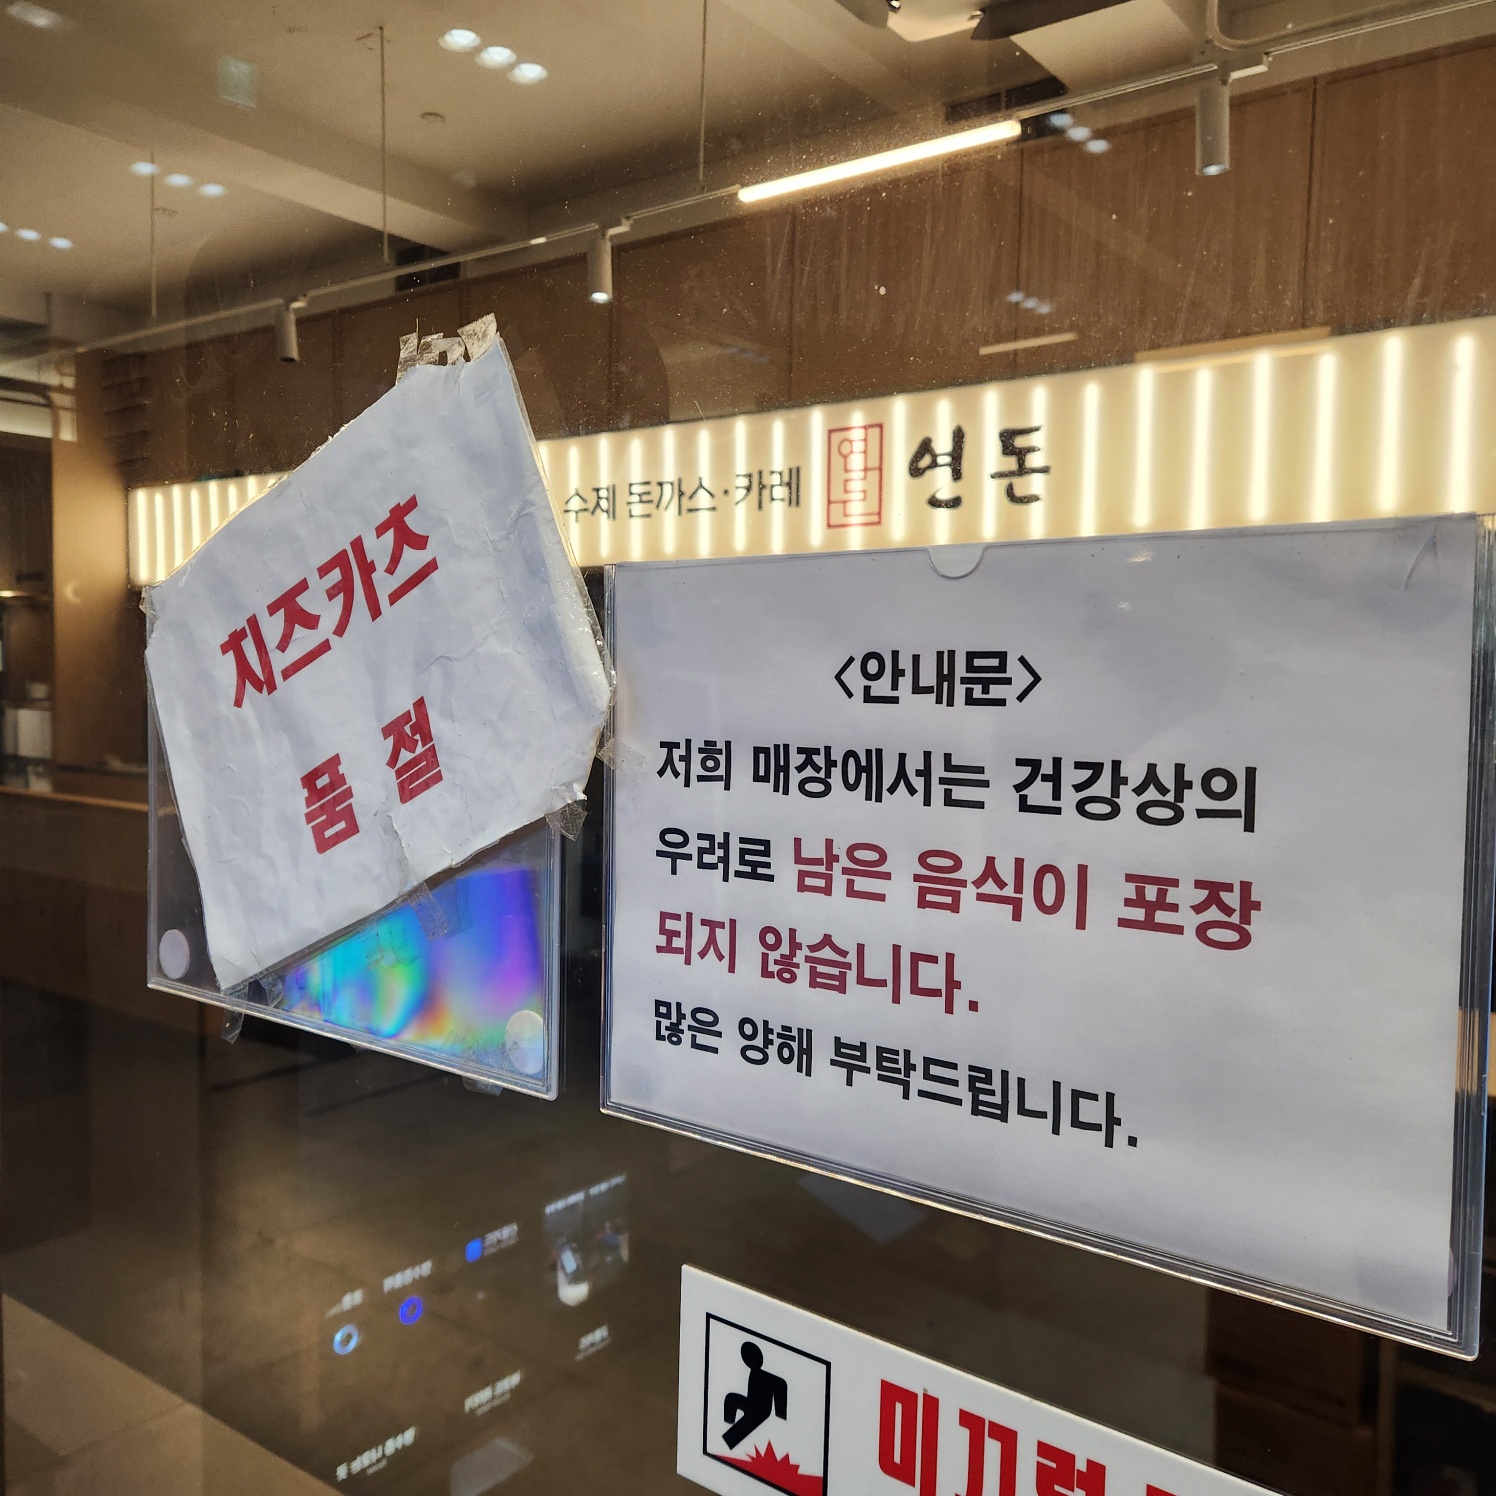 수제 돈까스·카레
연돈
연돈
치즈카츠
품 절
<안내문>
저희 매장에서는 건강상의
우려로 남은 음식이 포장
되지 않습니다.
많은 양해 부탁드립니다.
미끄럼